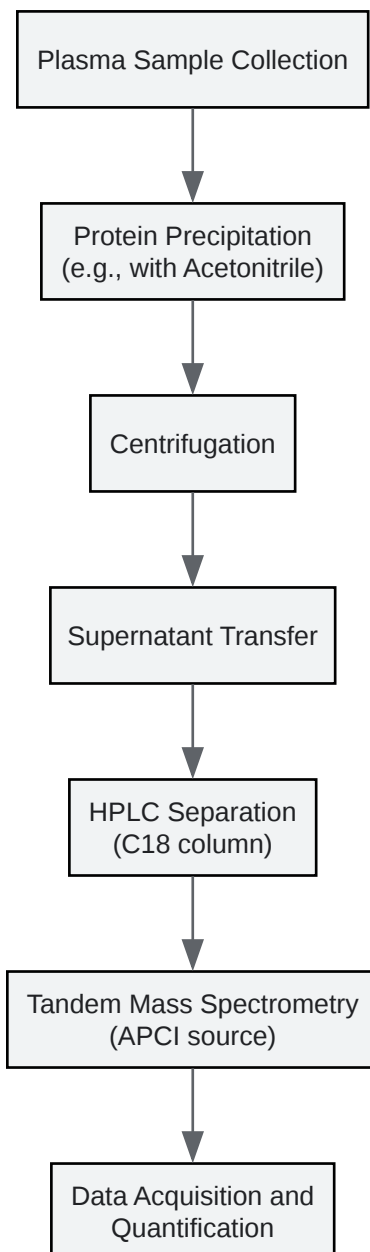 Plasma Sample Collection
Protein Precipitation
(e.g., with Acetonitrile)
Centrifugation
Supernatant Transfer
HPLC Separation
(C18 column)
Tandem Mass Spectrometry
(APCI source)
Data Acquisition and
Quantification